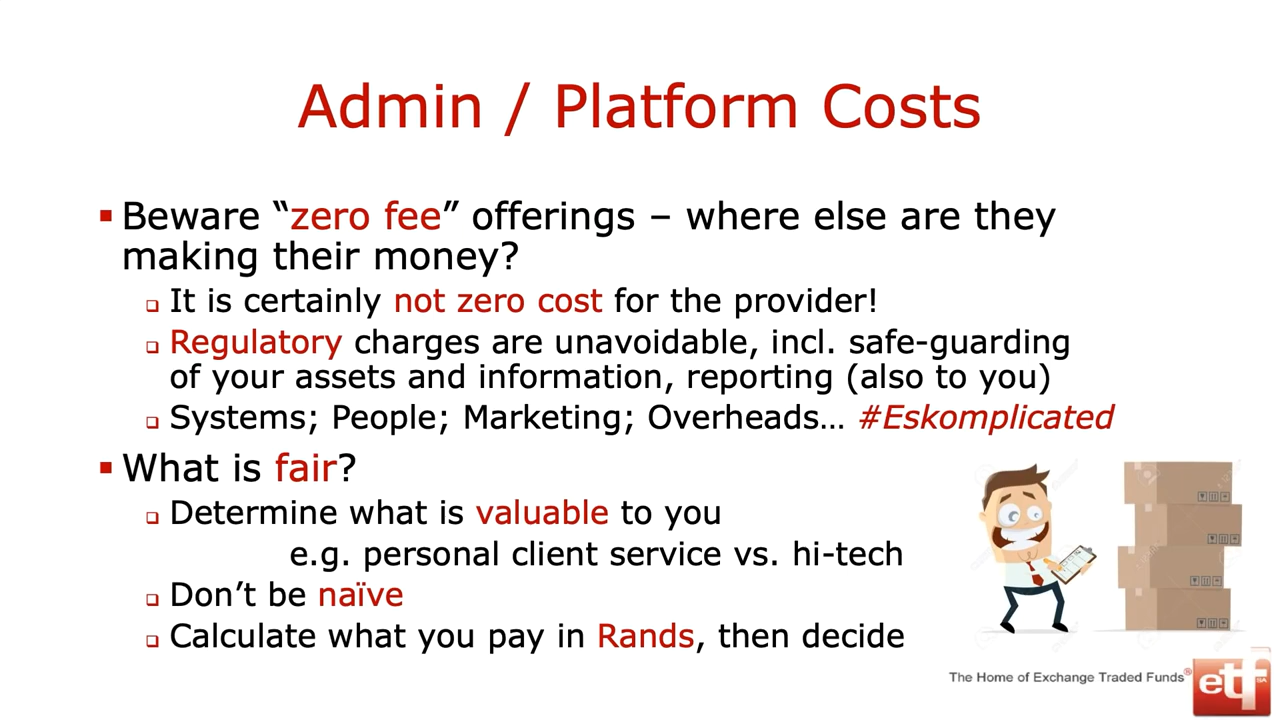 Admin / Platform Costs
Beware “zero fee” offerings – where else are they
making their money?
It is certainly not zero cost for the provider!
Regulatory charges are unavoidable, incl. safe-guarding
of your assets and information, reporting (also to you)
Systems; People; Marketing; Overheads… #Eskomplicated
What is fair?
Determine what is valuable to you
e.g. personal client service vs. hi-tech
Don’t be naïve
Calculate what you pay in Rands, then decide
The Home of Exchange Traded Funds®
etf
SA